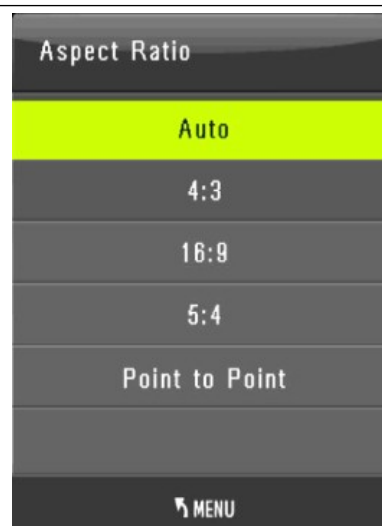 Aspect Ratio
Auto
4:3
16:9
5:4
Point to Point
MENU